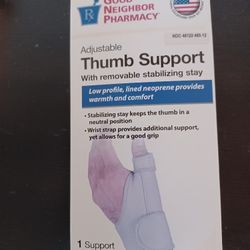 GOOD
NEIGHBOR
PHARMACY
Adjustable
Thumb Support
With removable stabilizing stay
Low profile, lined neoprene provides
warmth and comfort
• Stabilizing stay keeps the thumb in a
neutral position
• Wrist strap provides additional support,
yet allows for a good grip
1 Support